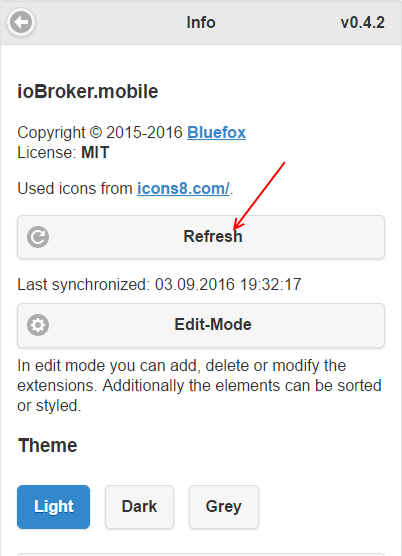 Info v0.4.2
ioBroker.mobile
Copyright © 2015-2016 Bluefox
License: MIT
Used icons from icons8.com/.
Refresh
Last synchronized: 03.09.2016 19:32:17
Edit-Mode
In edit mode you can add, delete or modify the
extensions. Additionally the elements can be sorted
or styled.
Theme
Light Dark Grey